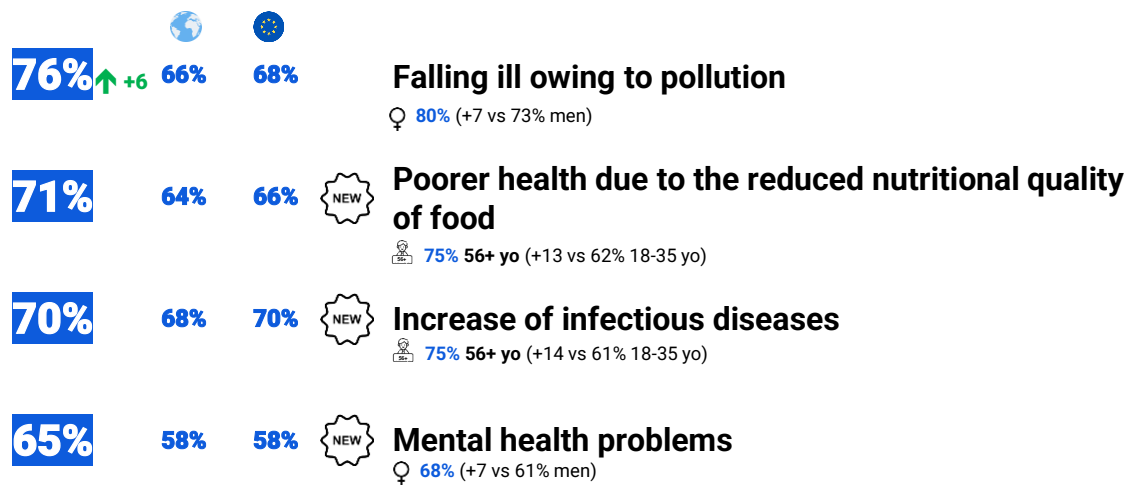 76% +6 66% 68% Falling ill owing to pollution
80% (+7 vs 73% men)
71% 64% 66% NEW Poorer health due to the reduced nutritional quality
of food
56+ 75% 56+ yo (+13 vs 62% 18-35 yo)
70% 68% 70% NEW Increase of infectious diseases
56+ 75% 56+ yo (+14 vs 61% 18-35 yo)
65% 58% 58% NEW Mental health problems
68% (+7 vs 61% men)